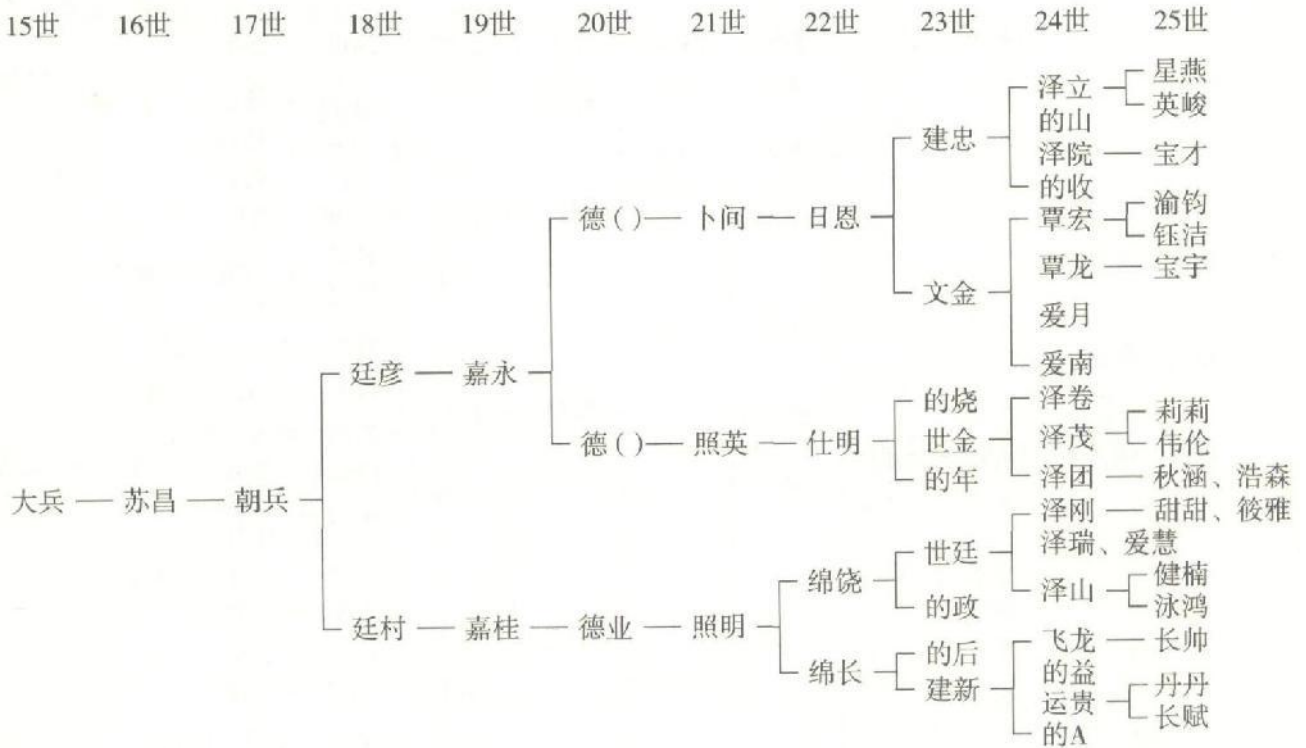 15世 16世 17世 18世 19世 20世 21世 22世 23世 24世 25世
星燕
泽立
英峻
的山
建忠
泽院 宝才
的收
德( ) 卜间 日恩
渝钧
覃宏
钰洁
覃龙 宝宇
文金
爱月
爱南
廷彦 嘉永
的烧 泽卷
莉莉
德( ) 照英 仕明 世金 泽茂
伟伦
的年 泽团 秋涵、浩森
大兵 苏昌 朝兵
泽刚 甜甜、筱雅
世廷 泽瑞、爱慧
绵饶
健楠
泽山
的政 泳鸿
廷村 嘉桂 德业 照明
的后 飞龙 长帅
绵长 的益
建新 丹丹
运贵
长赋
的A